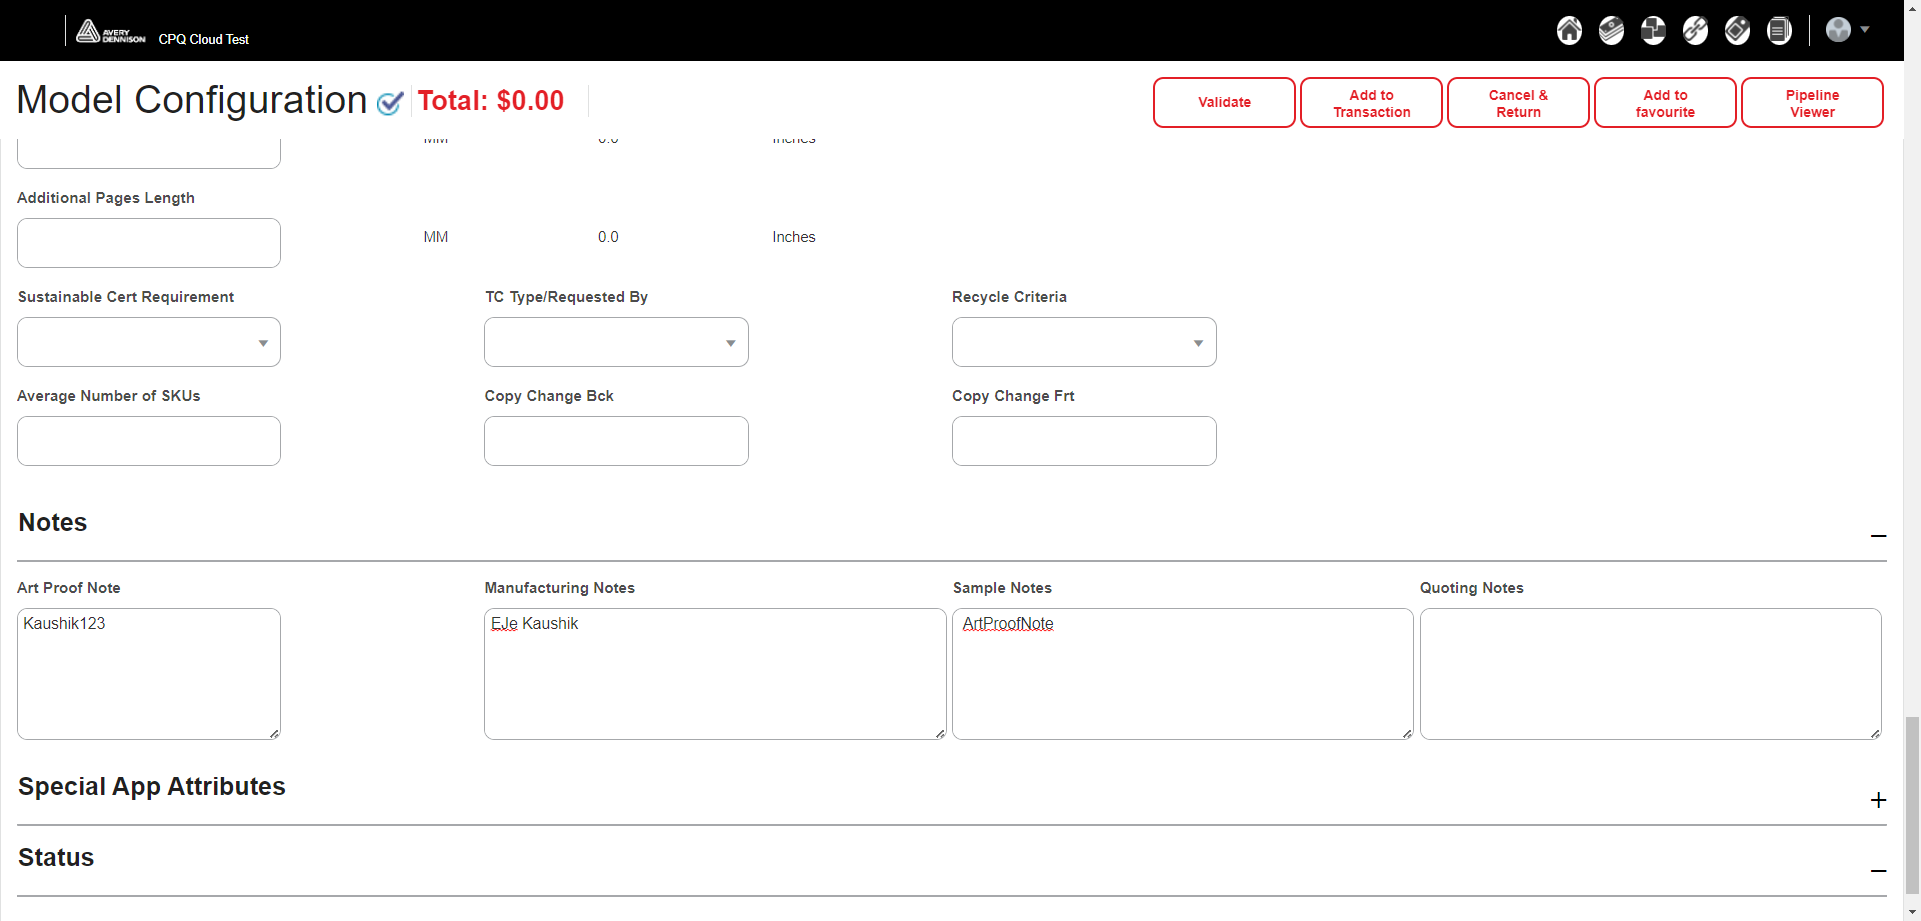 AVERY
DENNISON
CPQ Cloud Test
Model Configuration
Total: $0.00
Validate
Add to
Transaction
Cancel &
Return
Add to
favourite
Pipeline
Viewer
MM 0.0 Inches
Additional Pages Length
MM 0.0 Inches
Sustainable Cert Requirement TC Type/Requested By Recycle Criteria
Average Number of SKUs Copy Change Bck Copy Change Frt
Notes
Art Proof Note Manufacturing Notes Sample Notes Quoting Notes
Kaushik123 EJe Kaushik ArtProofNote
Special App Attributes
Status